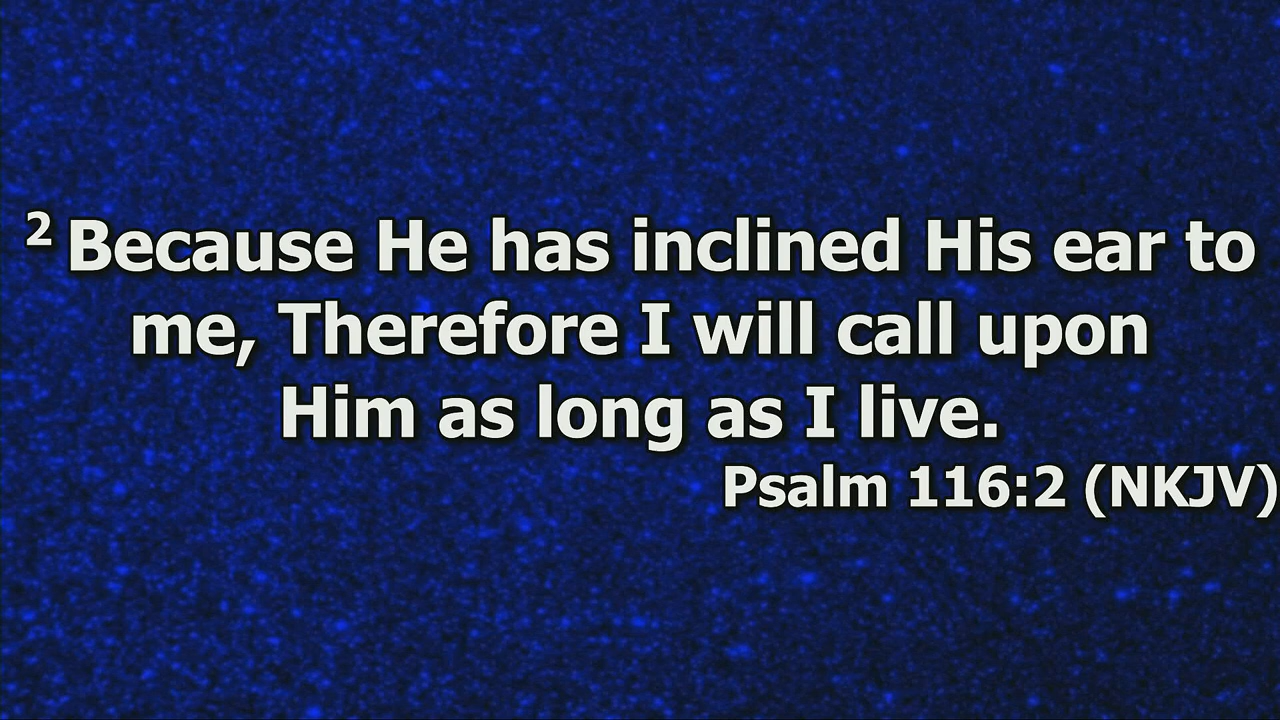 2 Because He has inclined His ear to
me, Therefore I will call upon
Him as long as I live.
Psalm 116:2 (NKJV)